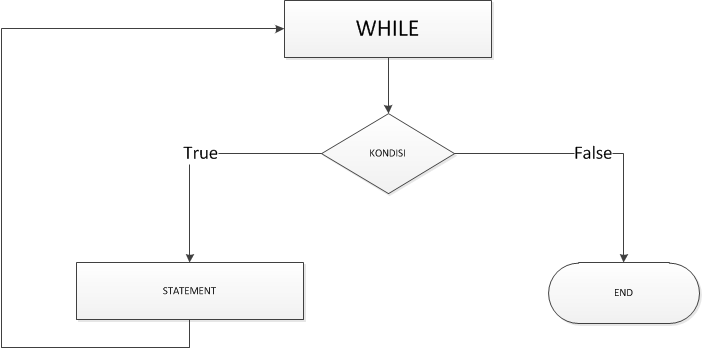 WHILE
KONDISI
True
False
STATEMENT
END